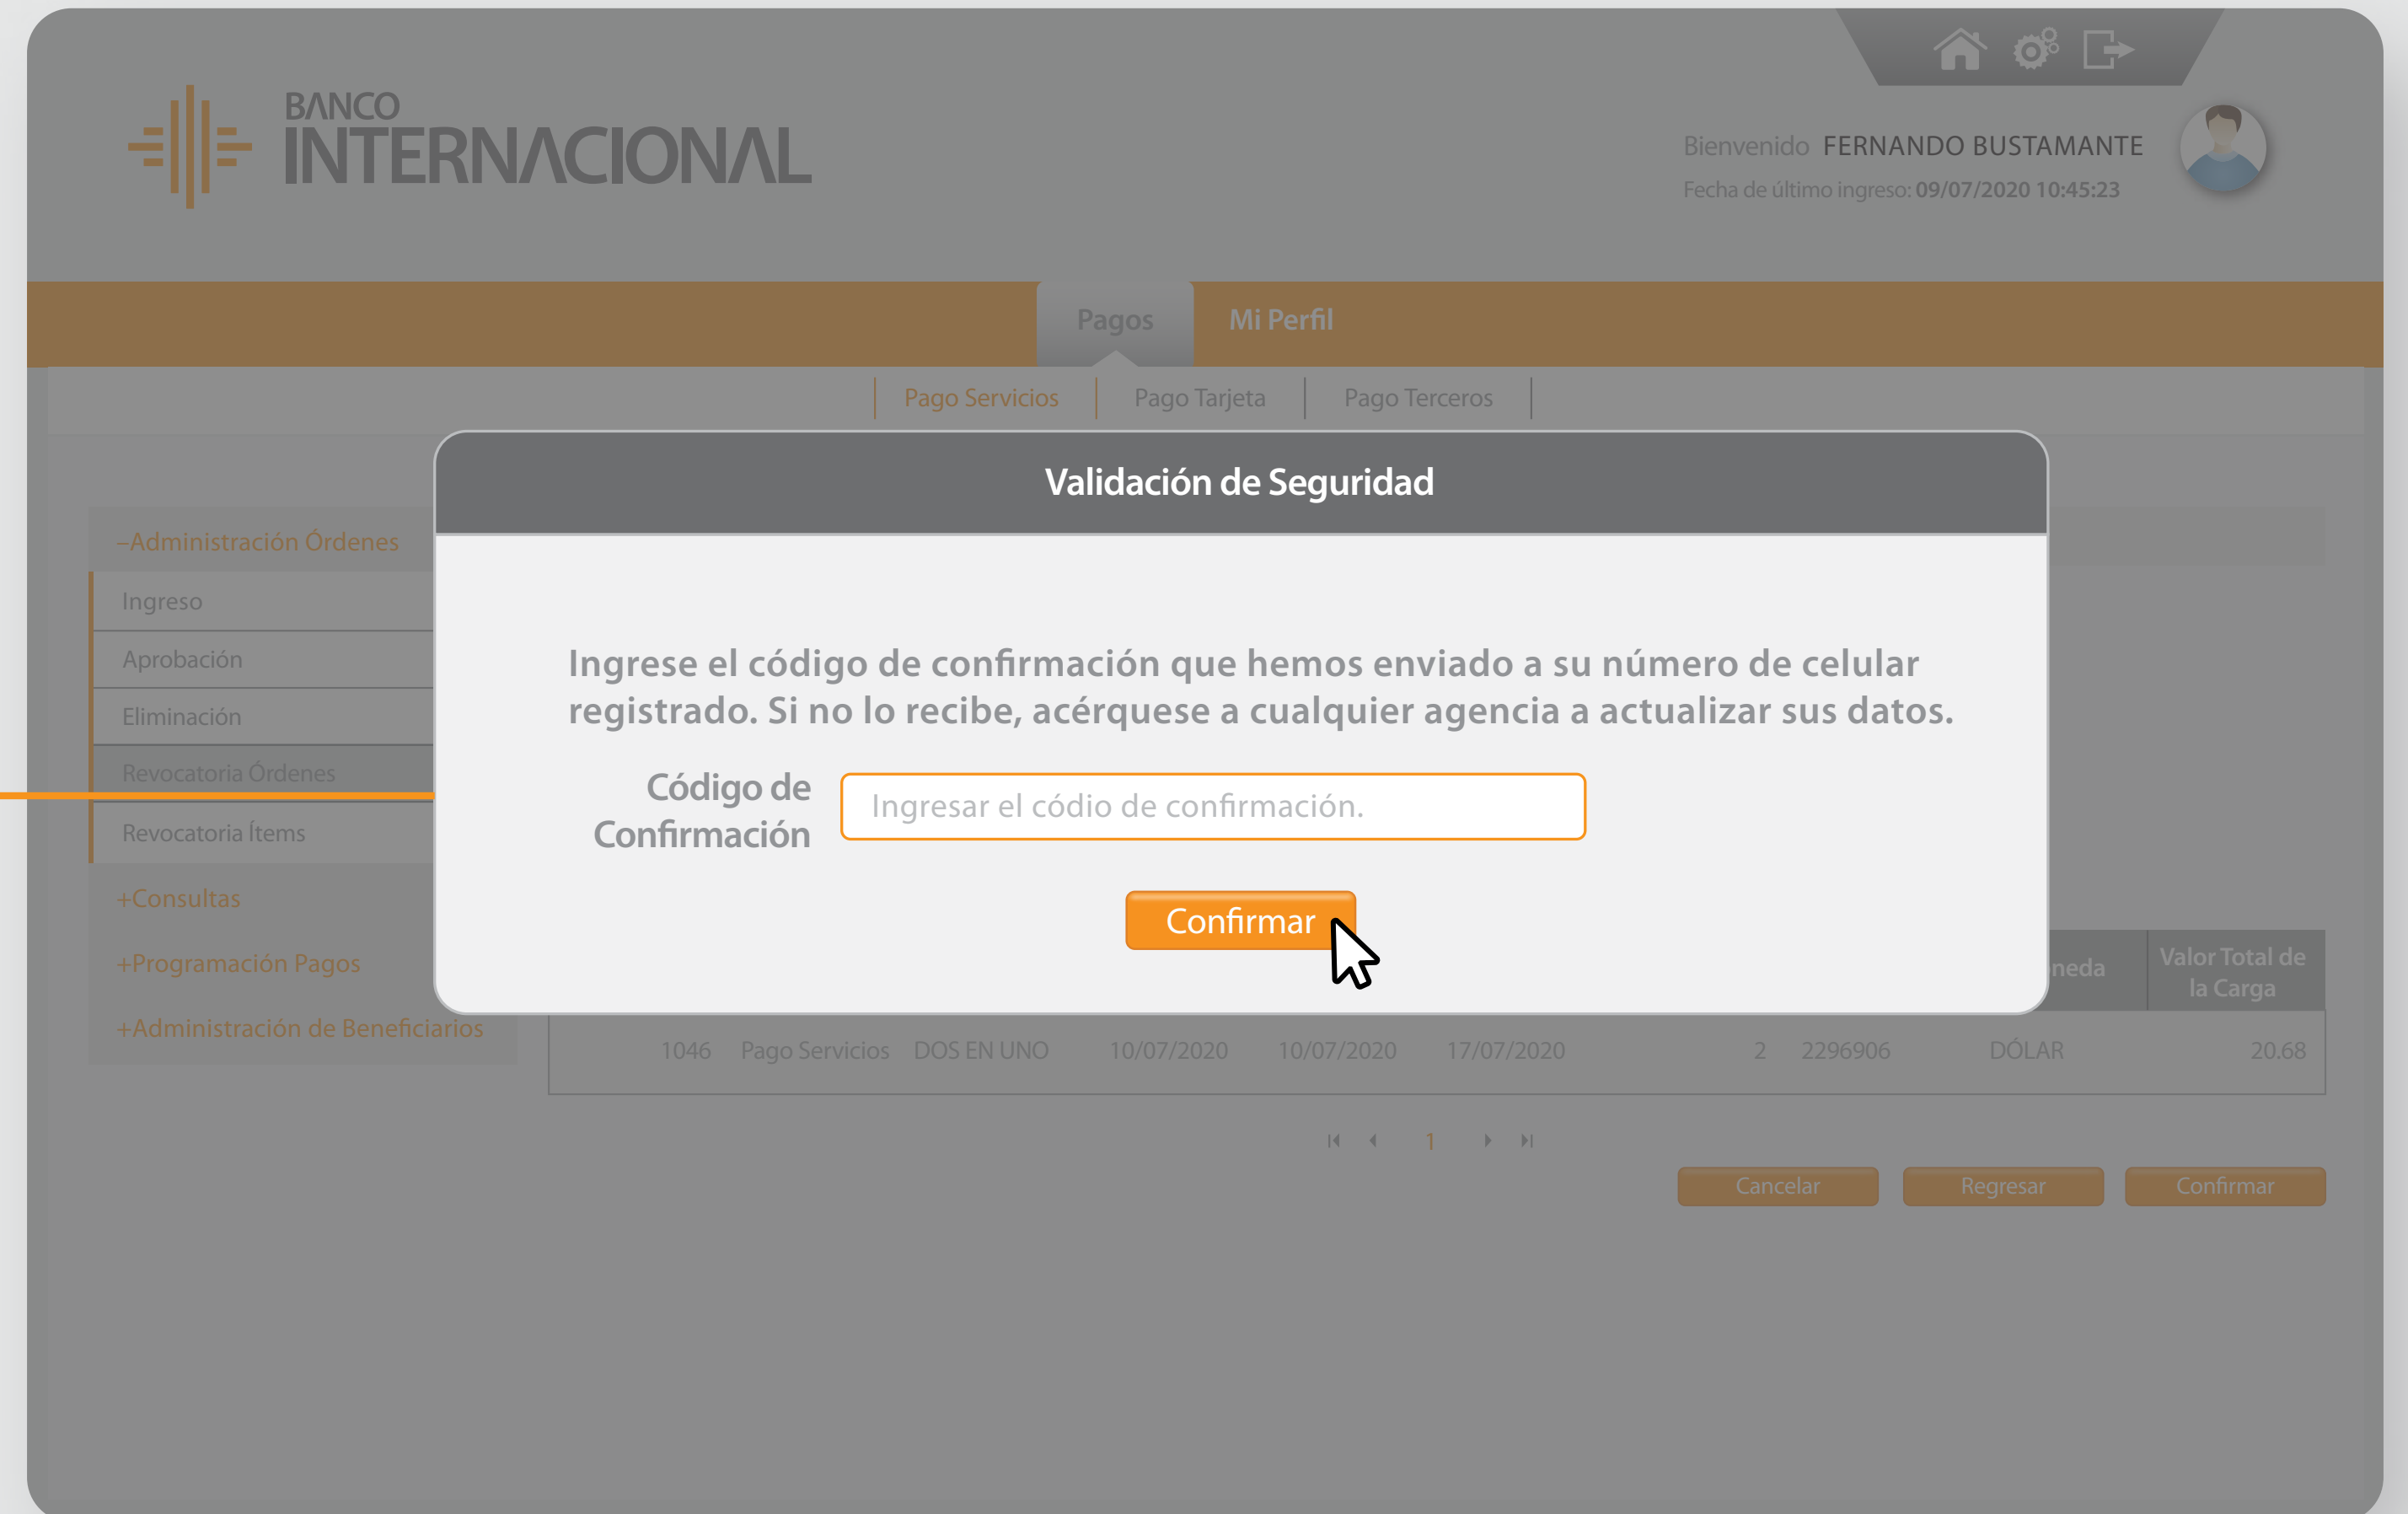 BANCO
INTERNACIONAL
Bienvenido FERNANDO BUSTAMANTE
Fecha de último ingreso: 09/07/2020 10:45:23
Pagos Mi Perfil
Pago Servicios Pago Tarjeta Pago Terceros
Validación de Seguridad
–Administración Órdenes
Ingreso
Aprobación
Eliminación
Revocatoria Órdenes
Revocatoria Ítems
+Consultas
+Programación Pagos
+Administración de Beneficiarios
Ingrese el código de confirmación que hemos enviado a su número de celular
registrado. Si no lo recibe, acérquese a cualquier agencia a actualizar sus datos.
Código de
Confirmación
Ingresar el códio de confirmación.
Confirmar
Valor Total de
la Carga
1046 Pago Servicios DOS EN UNO 10/07/2020 10/07/2020 17/07/2020 2 2296906 DÓLAR 20.68
1
Cancelar Regresar Confirmar